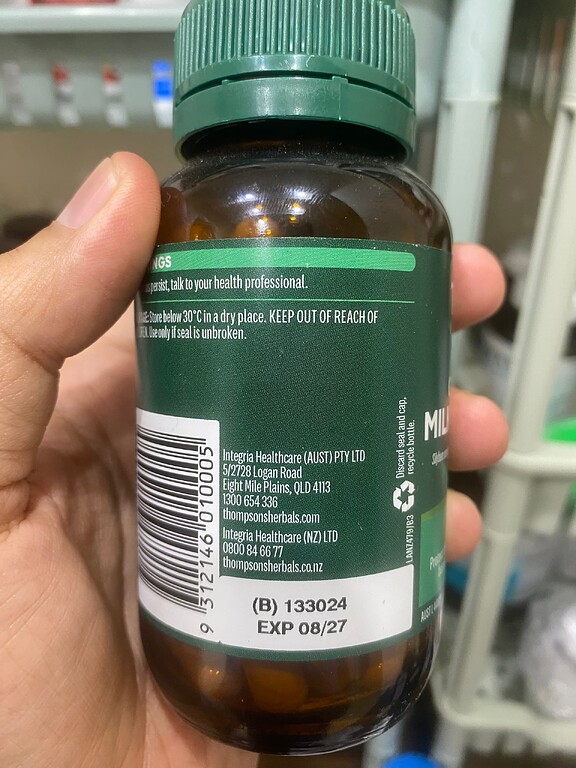 talk to your health professional.
Store below 30°C in a dry place. KEEP OUT OF REACH OF
Use only if seal is unbroken.
Integria Healthcare (AUST) PTY LTD
5/2728 Logan Road
Eight Mile Plains, QLD 4113
1300 654 336
thompsonsherbals.com
Integria Healthcare (NZ) LTD
0800 84 66 77
thompsonsherbals.co.nz
(B) 133024
EXP 08/27
9 312146 010005
Discard seal and cap,
recycle bottle.
LAN2479/B3